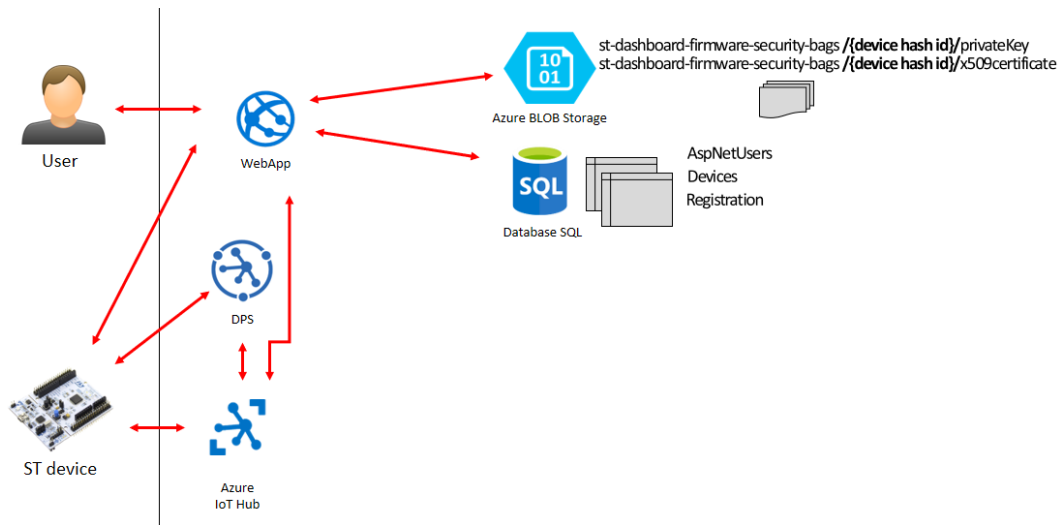 st-dashboard-firmware-security-bags /{device hash id}/privateKey
st-dashboard-firmware-security-bags /{device hash id}/x509certificate
10
01
Azure BLOB Storage
User
WebApp
SQL
AspNetUsers
Devices
Registration
Database SQL
DPS
ST device
Azure
IoT Hub